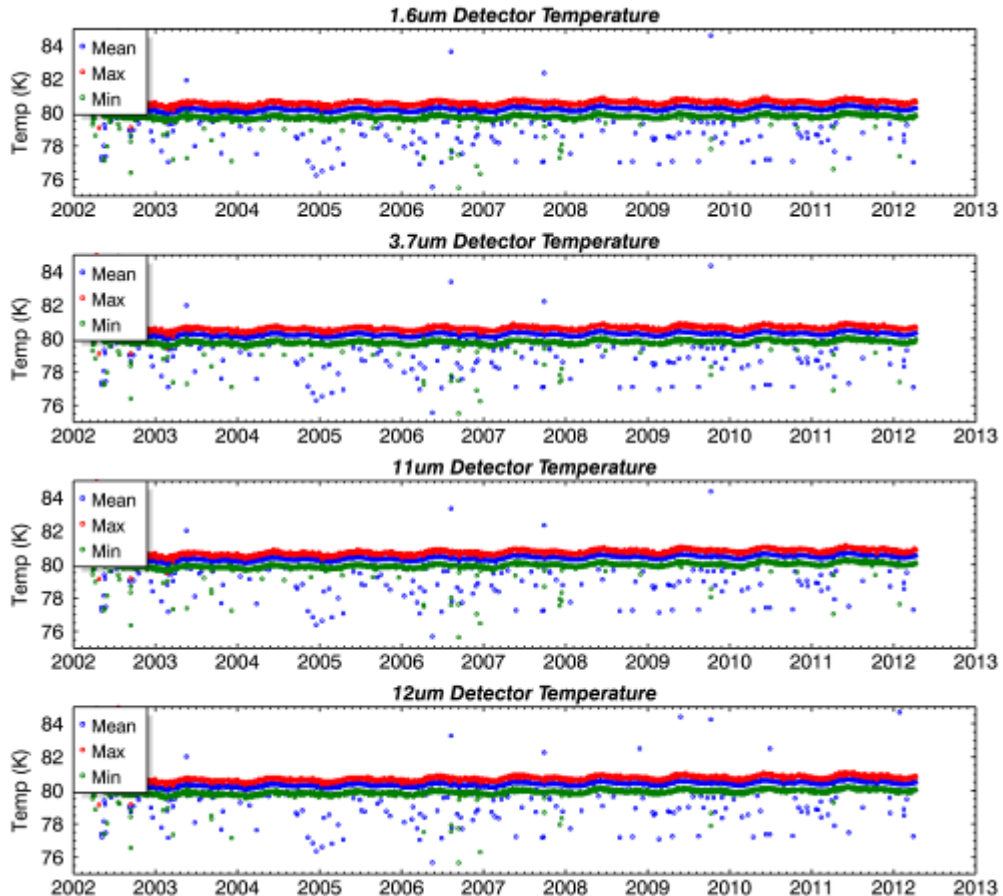 1.6um Detector Temperature
Temp (K)
84
82
80
78
76
Mean
Max
Min
2002 2003 2004 2005 2006 2007 2008 2009 2010 2011 2012 2013
3.7um Detector Temperature
Temp (K)
84
82
80
78
76
Mean
Max
Min
2002 2003 2004 2005 2006 2007 2008 2009 2010 2011 2012 2013
11um Detector Temperature
Temp (K)
84
82
80
78
76
Mean
Max
Min
2002 2003 2004 2005 2006 2007 2008 2009 2010 2011 2012 2013
12um Detector Temperature
Temp (K)
84
82
80
78
76
Mean
Max
Min
2002 2003 2004 2005 2006 2007 2008 2009 2010 2011 2012 2013